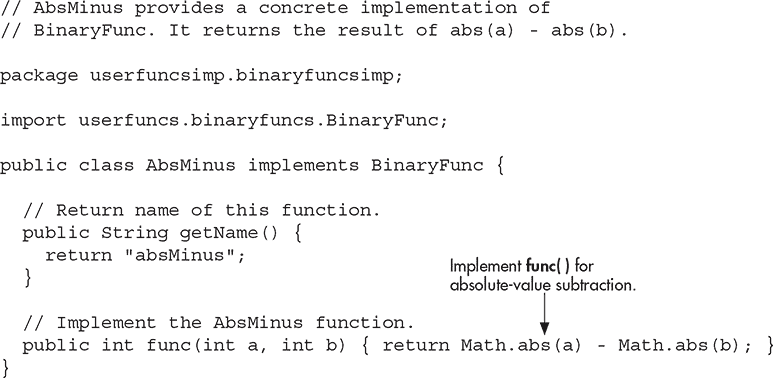 // AbsMinus provides a concrete implementation of
// BinaryFunc. It returns the result of abs(a) - abs(b).
package userfuncsimp.binaryfuncsimp;
import userfuncs.binaryfuncs.BinaryFunc;
public class AbsMinus implements BinaryFunc {
// Return name of this function.
public String getName() {
return "absMinus";
}
Implement func( ) for
absolute-value subtraction.
// Implement the AbsMinus function.
public int func(int a, int b) { return Math.abs(a) - Math.abs(b); }
}